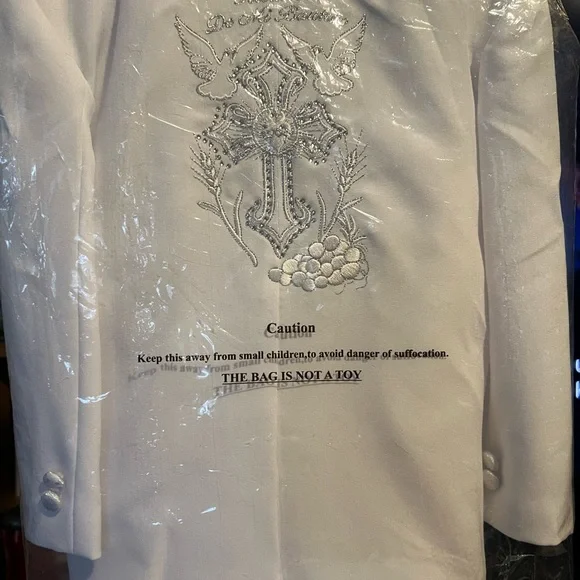 Caution
Keep this away from small children,to avoid danger of suffocation.
THE BAG IS NOT A TOY